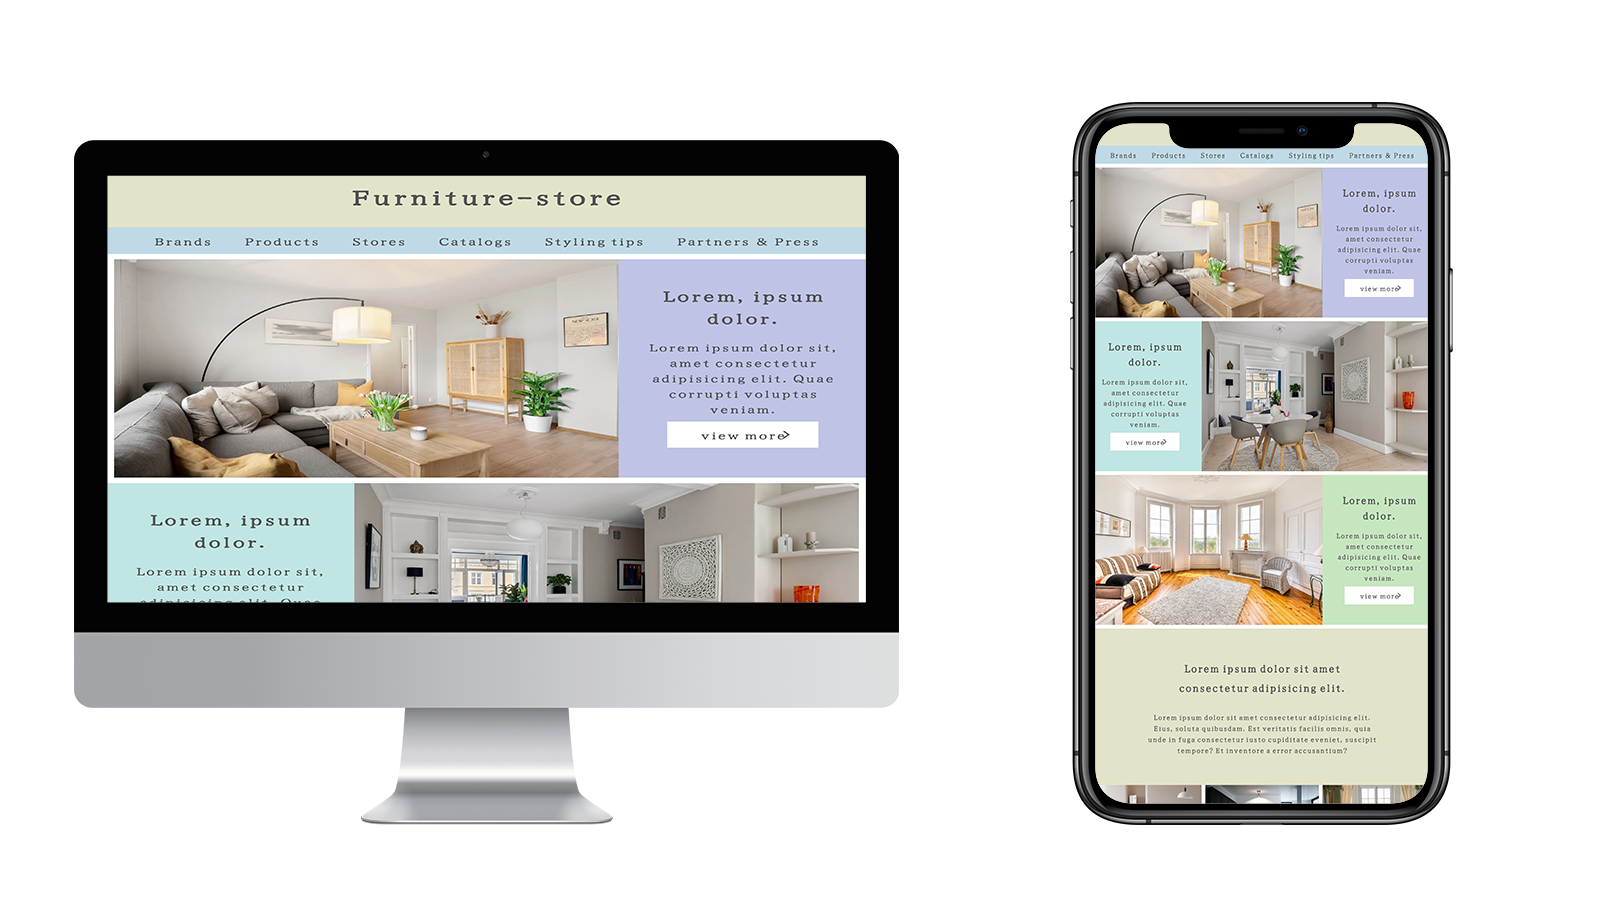 Furniture-store
Brands Products Stores Catalogs Styling tips Partners & Press
Lorem, ipsum
dolor.
Lorem ipsum dolor sit,
amet consectetur
adipisicing elit. Quae
corrupti voluptas
veniam.
view more
Lorem, ipsum
dolor.
Lorem ipsum dolor sit,
amet consectetur
adipisicing elit. Quae
Brands Products Stores Catalogs Styling tips Partners & Press
Lorem, ipsum
dolor.
Lorem ipsum dolor sit,
amet consectetur
adipisicing elit. Quae
corrupti voluptas
veniam.
view more
Lorem, ipsum
dolor.
Lorem ipsum dolor sit,
amet consectetur
adipisicing elit. Quae
corrupti voluptas
veniam.
view more
Lorem, ipsum
dolor.
Lorem ipsum dolor sit,
amet consectetur
adipisicing elit. Quae
corrupti voluptas
veniam.
view more
Lorem ipsum dolor sit amet
consectetur adipisicing elit.
Lorem ipsum dolor sit amet consectetur adipisicing elit.
Eius, soluta quibusdam. Est veritatis facilis omnis, quia
unde in fuga consectetur iusto cupiditate eveniet, suscipit
tempore? Et inventore a error accusantium?